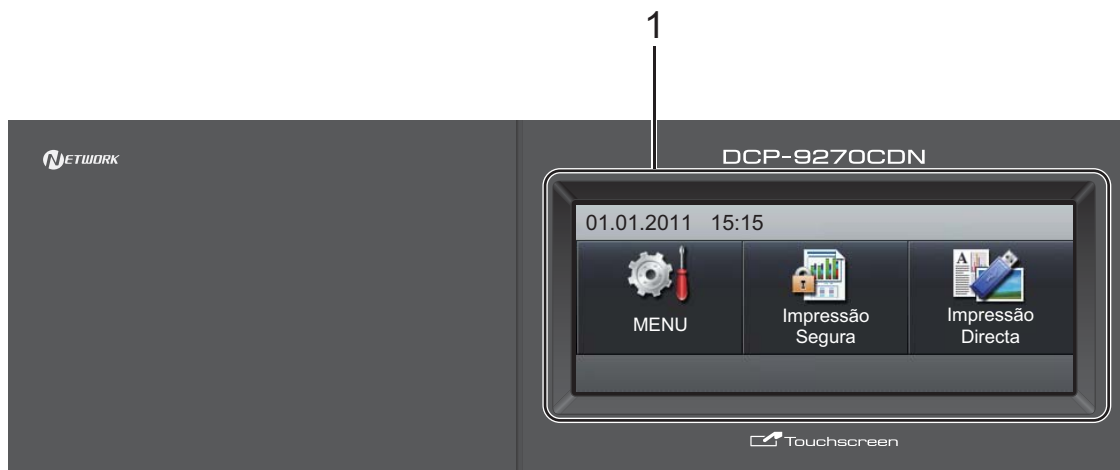 1
NETWORK
DCP-9270CDN
01.01.2011 15:15
MENU
Impressão
Segura
Impressão
Directa
Touchscreen